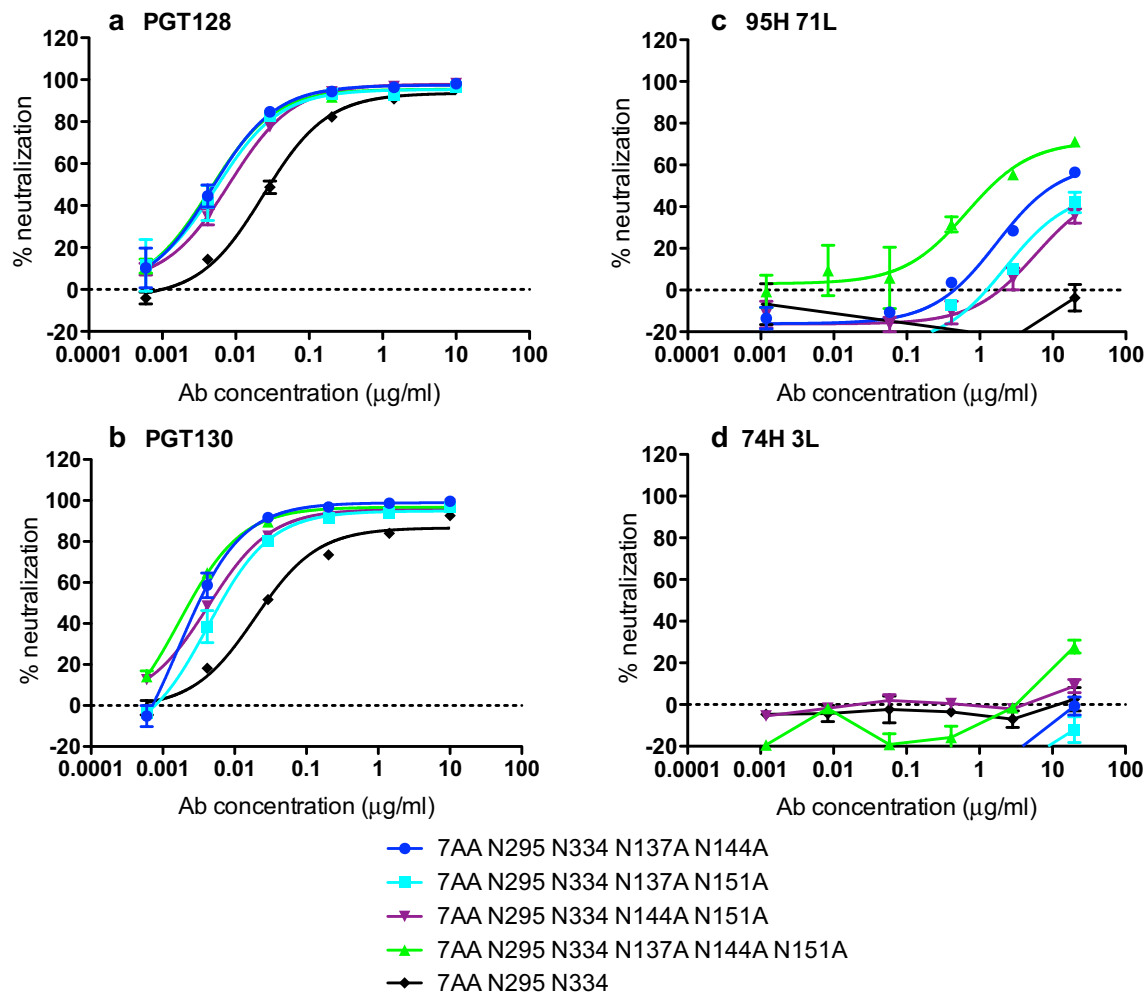 a PGT128
120
100
80
60
40
20
0
-20
% neutralization
0.0001 0.001 0.01 0.1 1 10 100
Ab concentration (μg/ml)
c 95H 71L
120
100
80
60
40
20
0
-20
% neutralization
0.0001 0.001 0.01 0.1 1 10 100
Ab concentration (μg/ml)
b PGT130
120
100
80
60
40
20
0
-20
% neutralization
0.0001 0.001 0.01 0.1 1 10 100
Ab concentration (μg/ml)
d 74H 3L
120
100
80
60
40
20
0
-20
% neutralization
0.0001 0.001 0.01 0.1 1 10 100
Ab concentration (μg/ml)
7AA N295 N334 N137A N144A
7AA N295 N334 N137A N151A
7AA N295 N334 N144A N151A
7AA N295 N334 N137A N144A N151A
7AA N295 N334